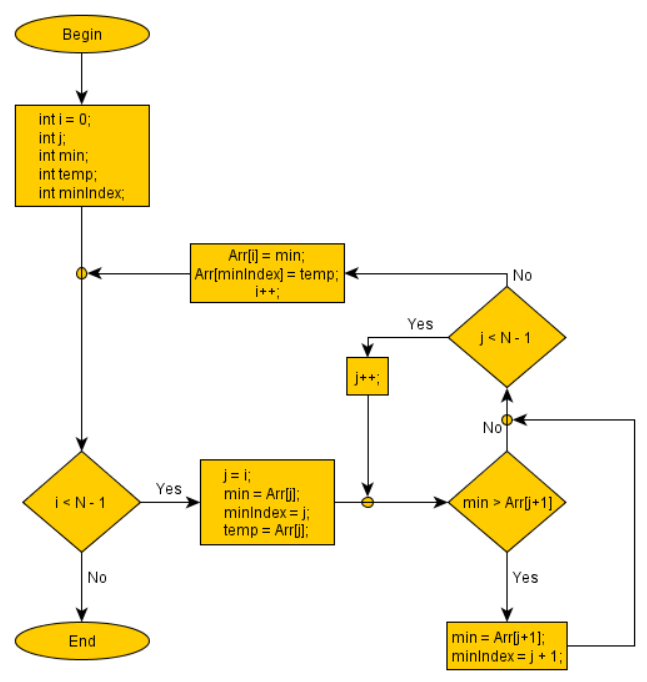 Begin
int i = 0;
int j;
int min;
int temp;
int minIndex;
Arr[i] = min;
Arr[minIndex] = temp;
i++;
No
j < N - 1
Yes
j++;
No
i < N - 1
Yes
j = i;
min = Arr[j];
minIndex = j;
temp = Arr[j];
min > Arr[j+1]
No
Yes
End
min = Arr[j+1];
minIndex = j + 1;